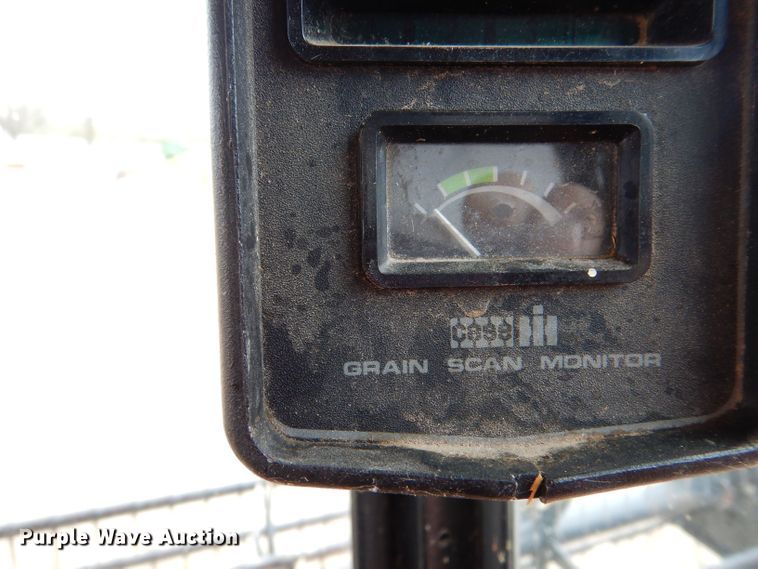 CASE IH
GRAIN SCAN MONITOR
Purple Wave Auction